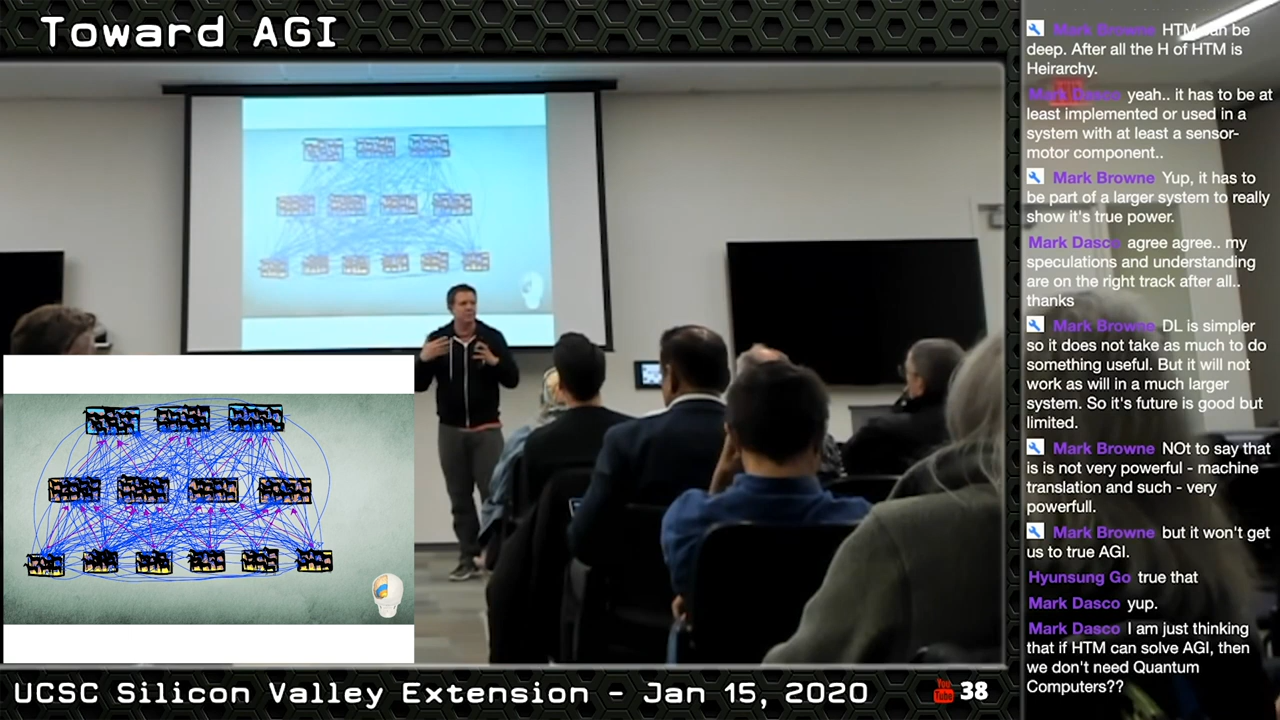 Toward AGI
Mark Browne HTM can be
deep. After all the H of HTM is
Heirarchy.
Mark Dasco yeah.. it has to be at
least implemented or used in a
system with at least a sensor-
motor component..
Mark Browne Yup, it has to
be part of a larger system to really
show it's true power.
Mark Dasco agree agree.. my
speculations and understanding
are on the right track after all..
thanks
Mark Browne DL is simpler
so it does not take as much to do
something useful. But it will not
work as will in a much larger
system. So it's future is good but
limited.
Mark Browne NOt to say that
is is not very powerful - machine
translation and such - very
powerfull.
Mark Browne but it won't get
us to true AGI.
Hyunsung Go true that
Mark Dasco yup.
Mark Dasco I am just thinking
that if HTM can solve AGI, then
we don't need Quantum
Computers??
UCSC Silicon Valley Extension - Jan 15, 2020
You
Tube
38